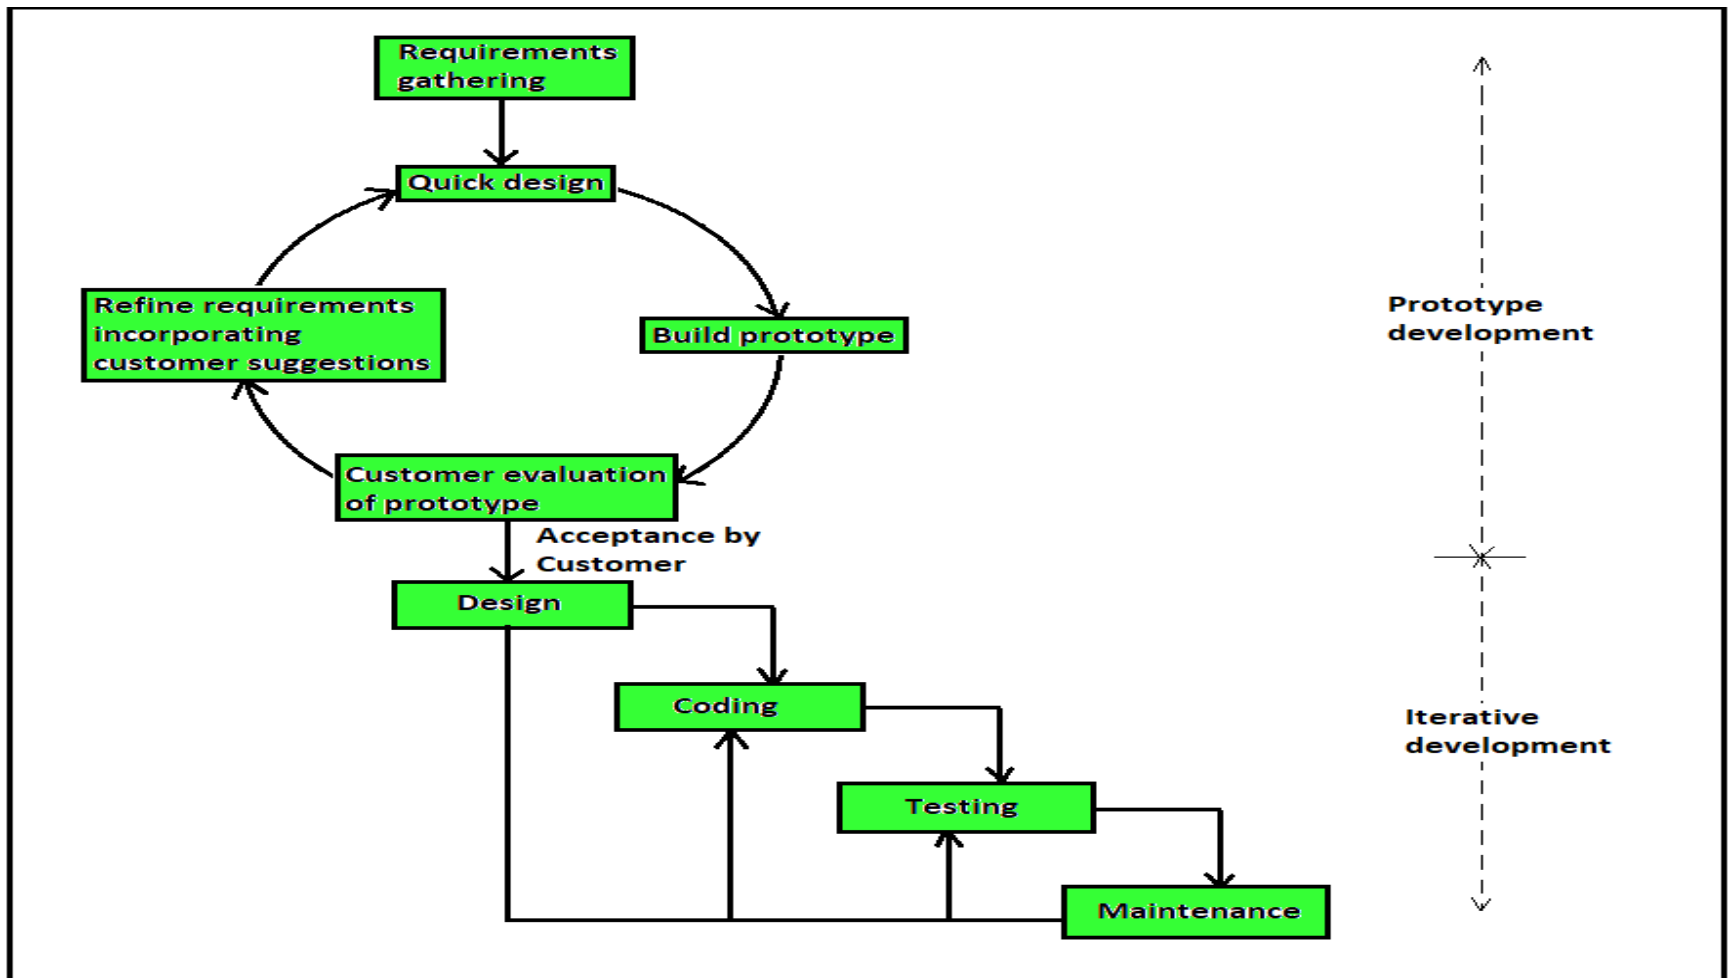 Requirements
gathering
Quick design
Refine requirements
incorporating
customer suggestions
Build prototype
Prototype
development
Customer evaluation
of prototype
Acceptance by
Customer
Design
Coding
Iterative
development
Testing
Maintenance